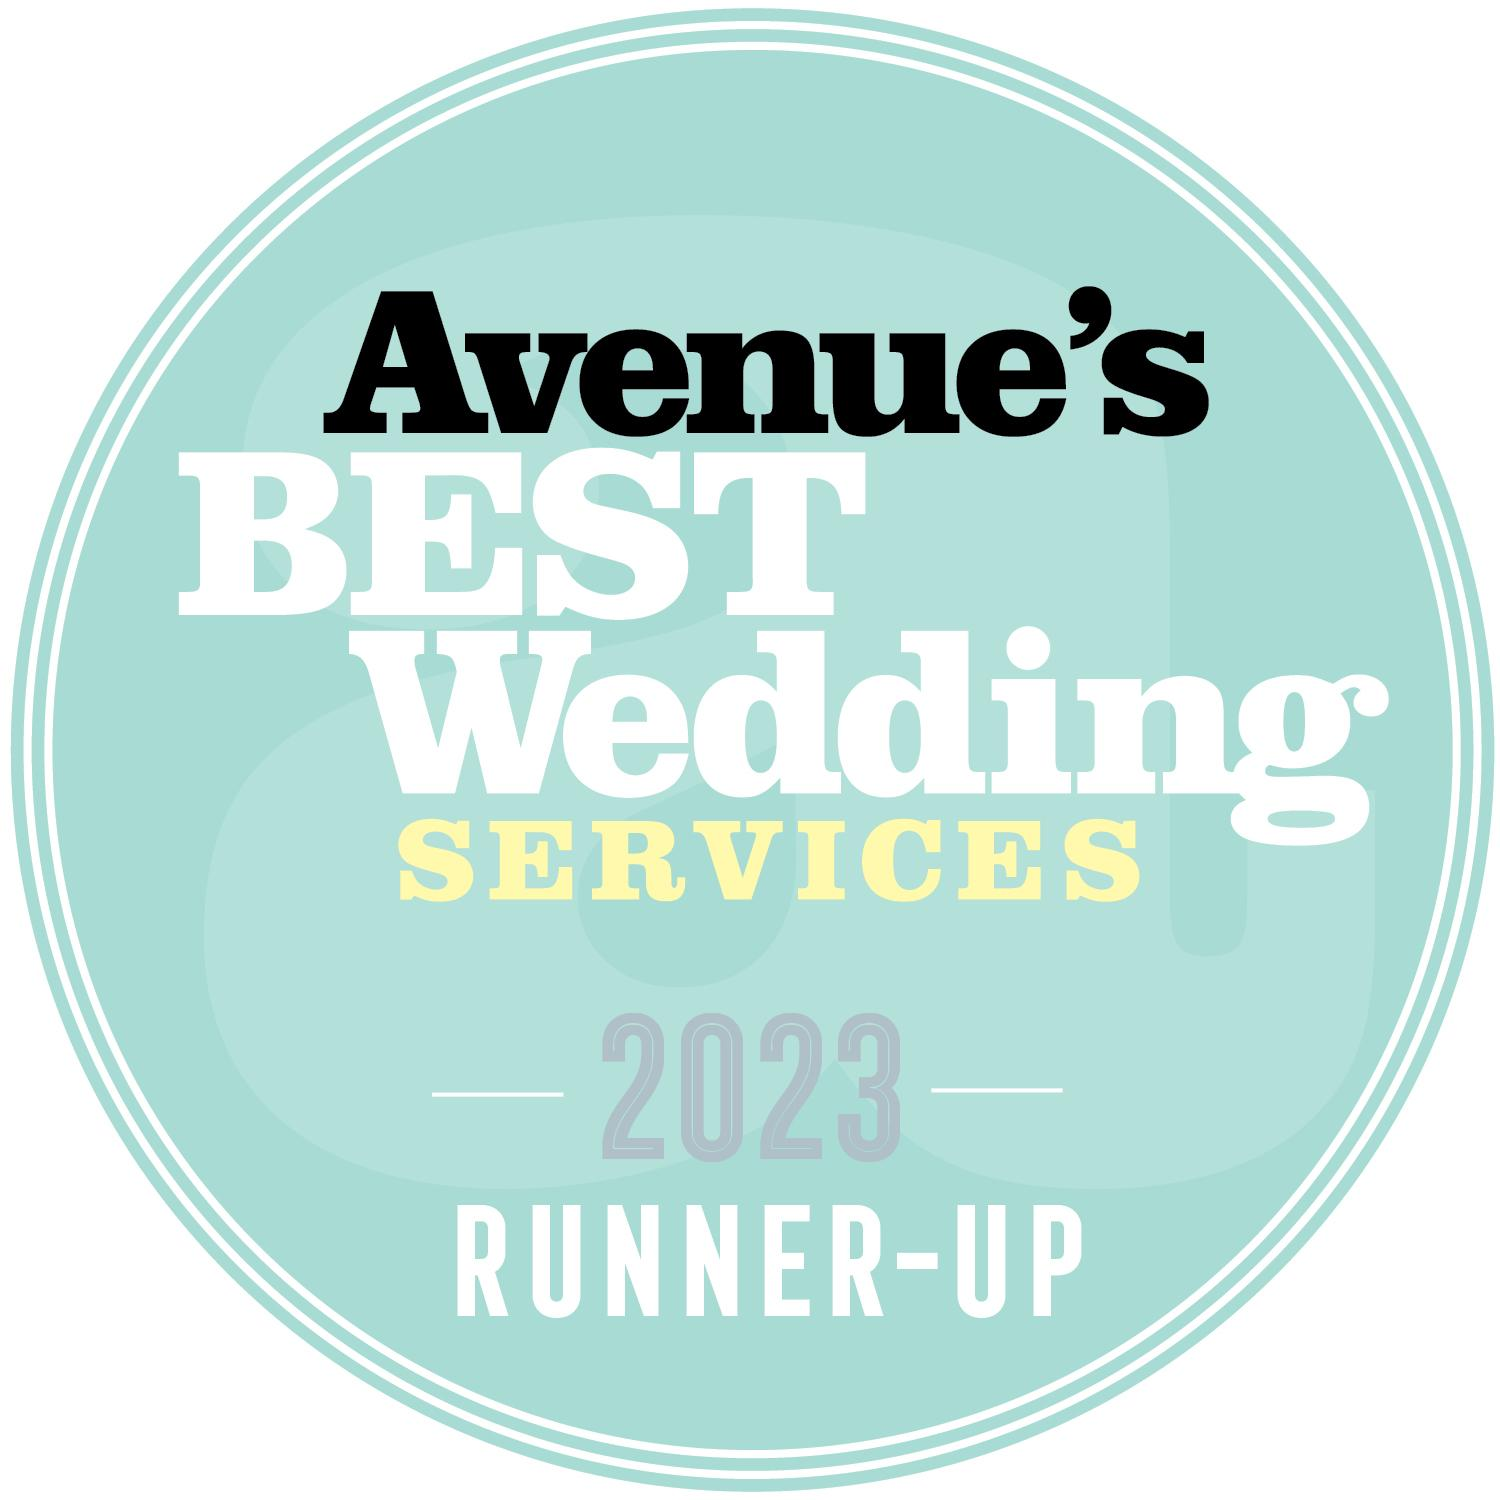 Avenue’s
BEST
Wedding
SERVICES
2023
RUNNER-UP